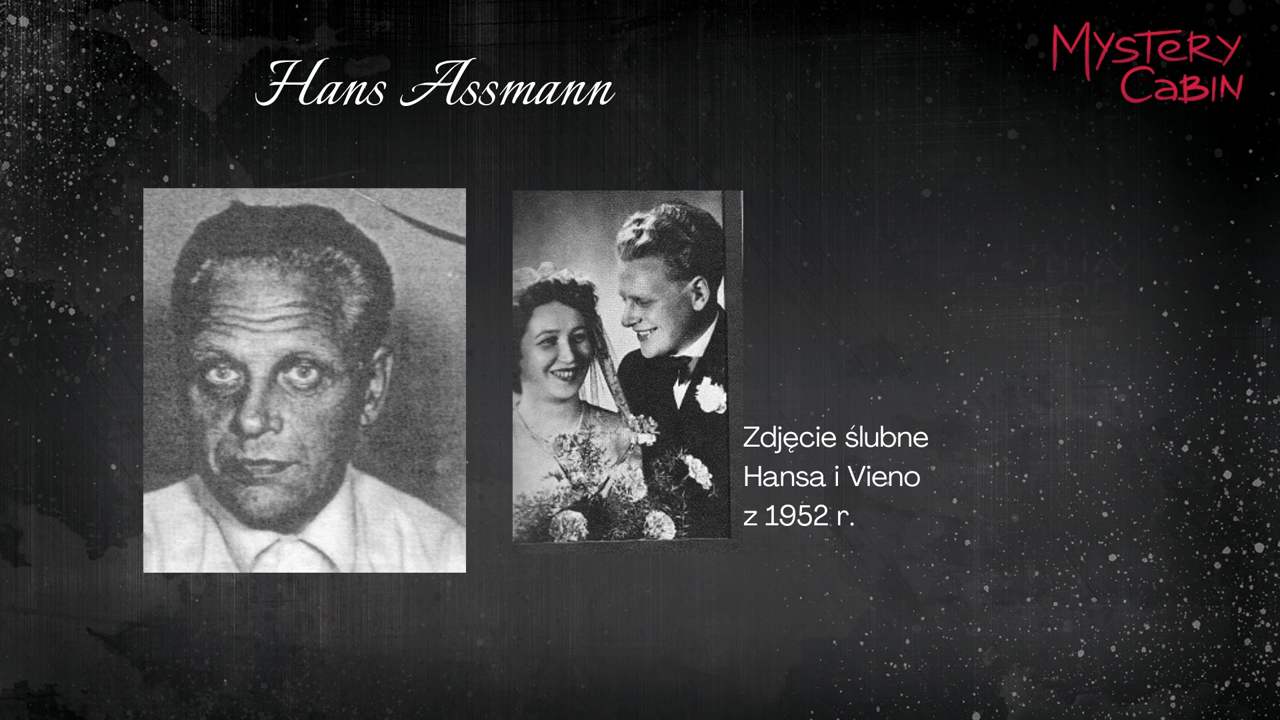 Hans Assmann
MYSTERY
CABIN
Zdjęcie ślubne
Hansa i Vieno
z 1952 r.